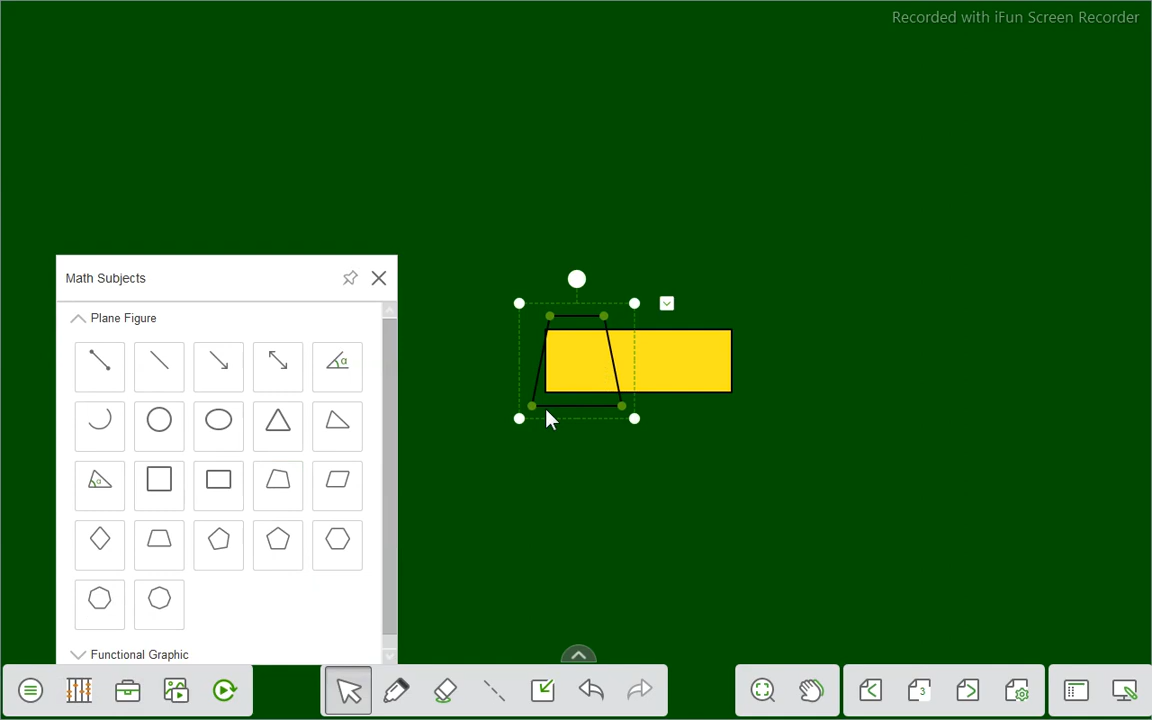 Recorded with iFun Screen Recorder
Math Subjects
Plane Figure
α
α
Functional Graphic
3